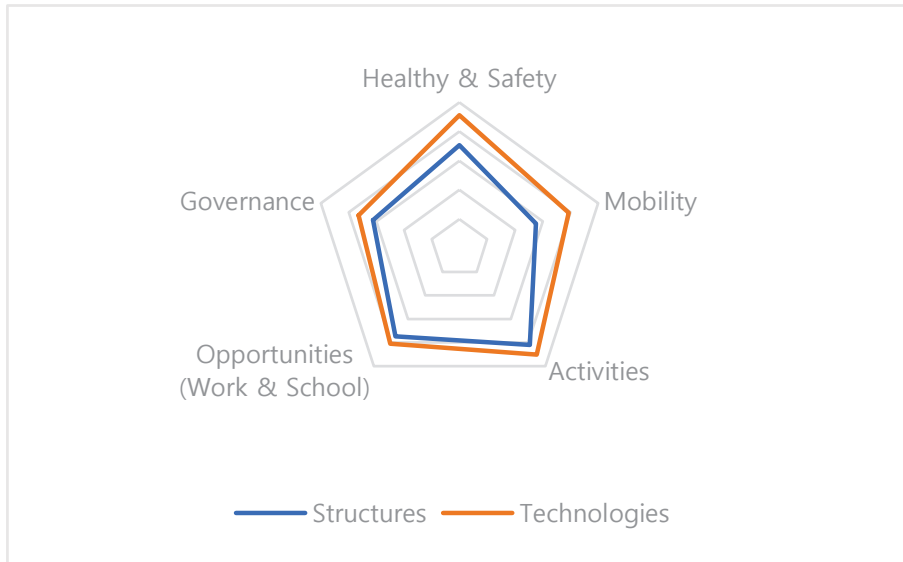 Healthy & Safety
Governance
Mobility
Opportunities
(Work & School)
Activities
Structures
Technologies